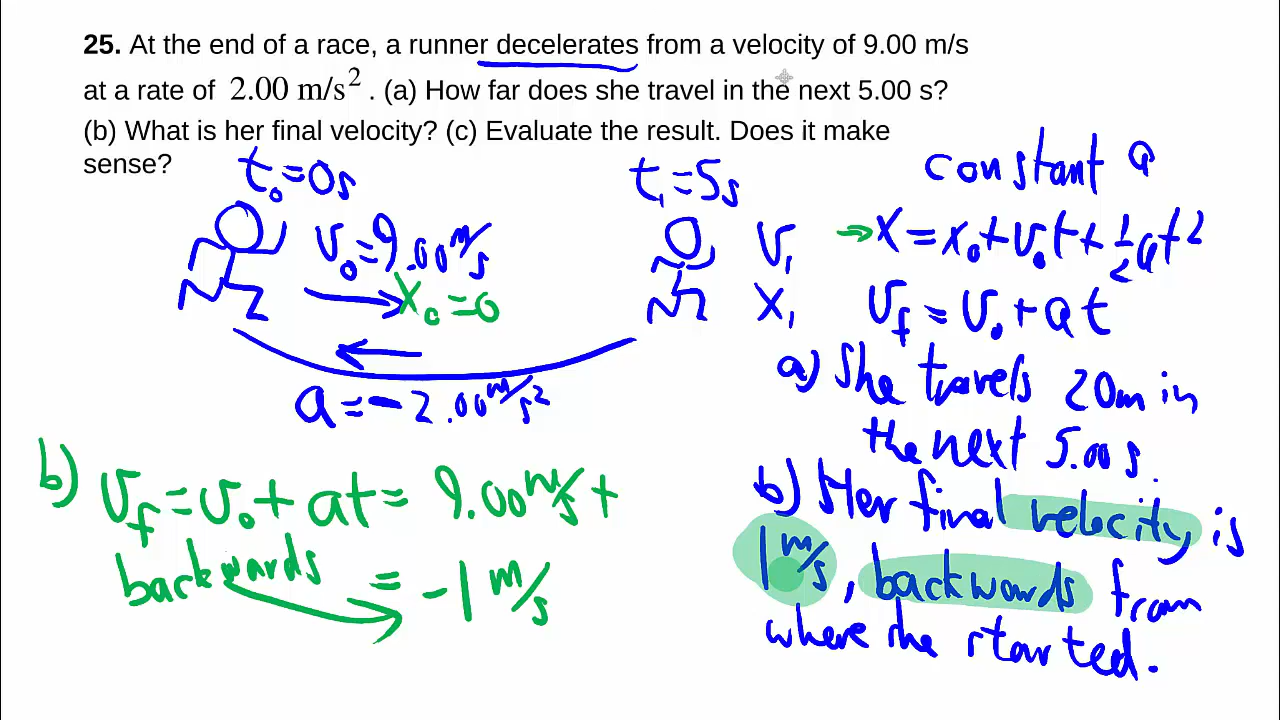 25. At the end of a race, a runner decelerates from a velocity of 9.00 m/s
at a rate of 2.00 m/s² . (a) How far does she travel in the next 5.00 s?
(b) What is her final velocity? (c) Evaluate the result. Does it make
sense?
t₀=0s
t₁=5s
constant a
v₀=9.00 m/s
v₁
→ x = x₀+v₀t+½at²
x₀=0
x₁
v_f = v₀+at
a=-2.00 m/s²
a) She travels 20m in
the next 5.00 s.
b) v_f = v₀ + at = 9.00 m/s +
b) Her final velocity is
backwards = -1 m/s
1 m/s, backwards from
where she started.